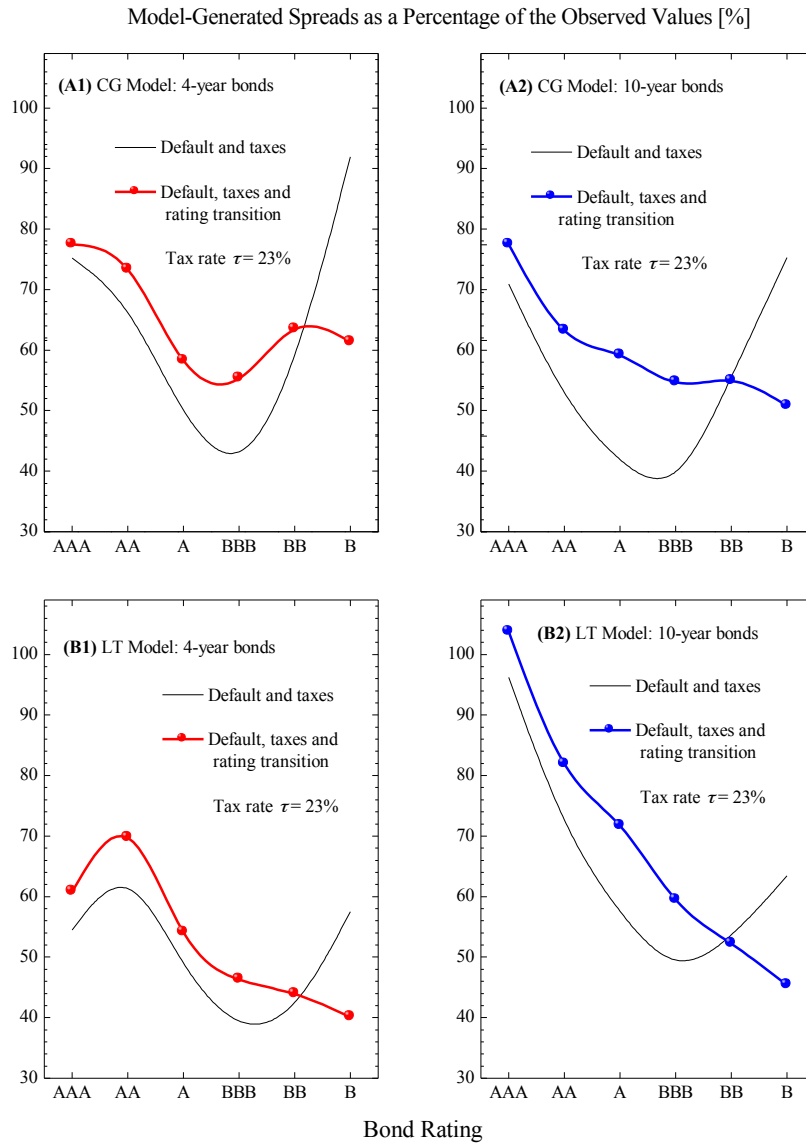 Model-Generated Spreads as a Percentage of the Observed Values [%]
(A1) CG Model: 4-year bonds
Default and taxes
Default, taxes and
rating transition
Tax rate τ = 23%
100
90
80
70
60
50
40
30
AAA AA A BBB BB B
(A2) CG Model: 10-year bonds
Default and taxes
Default, taxes and
rating transition
Tax rate τ = 23%
100
90
80
70
60
50
40
30
AAA AA A BBB BB B
(B1) LT Model: 4-year bonds
Default and taxes
Default, taxes and
rating transition
Tax rate τ = 23%
100
90
80
70
60
50
40
30
AAA AA A BBB BB B
(B2) LT Model: 10-year bonds
Default and taxes
Default, taxes and
rating transition
Tax rate τ = 23%
100
90
80
70
60
50
40
30
AAA AA A BBB BB B
Bond Rating